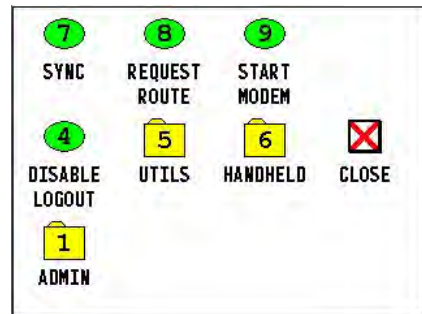 7 8 9
SYNC REQUEST START
ROUTE MODEM
4 5 6
DISABLE UTILS HANDHELD CLOSE
LOGOUT
1
ADMIN